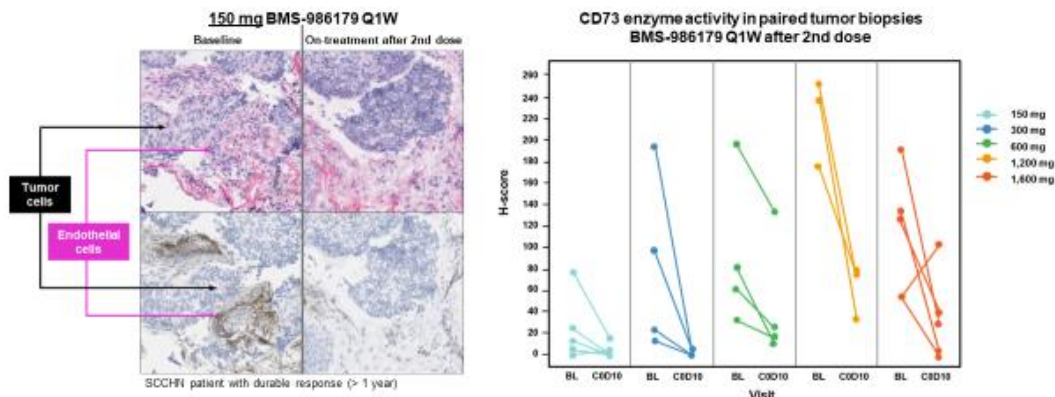 150 mg BMS-986179 Q1W
Baseline
On-treatment after 2nd dose
Tumor
cells
Endothelial
cells
SCCHN patient with durable response (> 1 year)
CD73 enzyme activity in paired tumor biopsies
BMS-986179 Q1W after 2nd dose
H-score
260
240
220
200
180
160
140
120
100
80
60
40
20
0
BL C0D10 BL C0D10 BL C0D10 BL C0D10 BL C0D10
Visit
150 mg
300 mg
600 mg
1,200 mg
1,600 mg